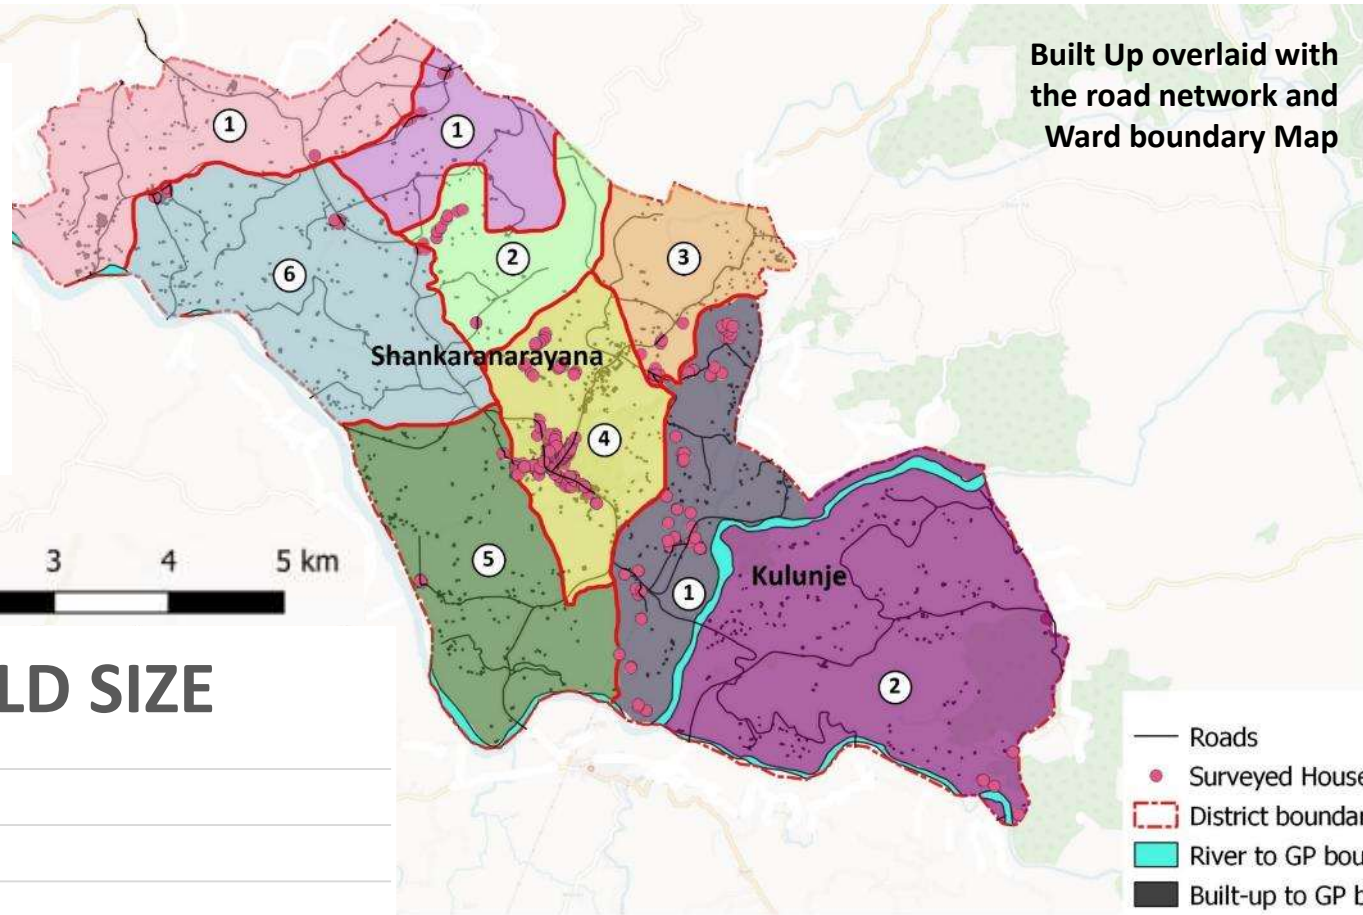 Built Up overlaid with
the road network and
Ward boundary Map
1
1
2
3
6
Shankaranarayana
4
3 4 5 km
5
1
Kulunje
2
LD SIZE
Roads
Surveyed House
District boundar
River to GP bou
Built-up to GP b